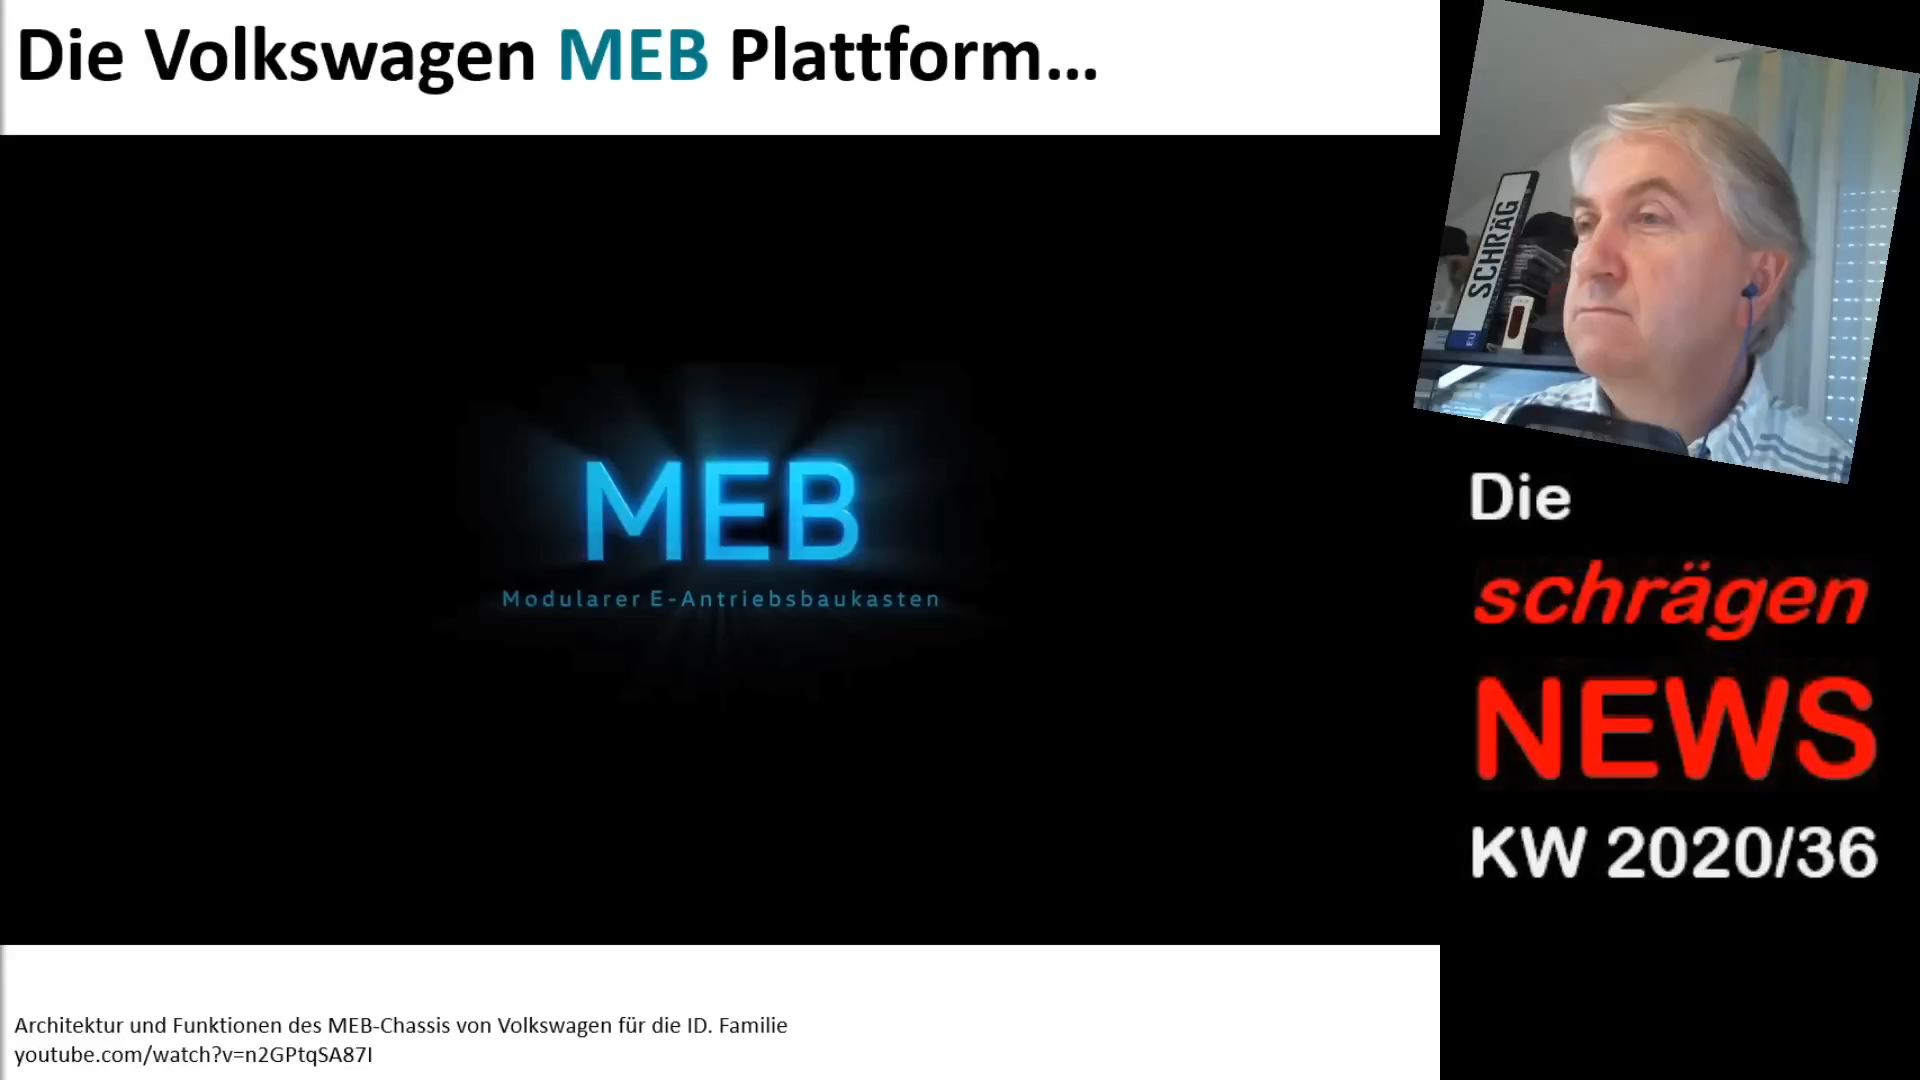 Die Volkswagen MEB Plattform...
MEB
Modularer E-Antriebsbaukasten
SCHRÄG
EU
Die
schrägen
NEWS
KW 2020/36
Architektur und Funktionen des MEB-Chassis von Volkswagen für die ID. Familie
youtube.com/watch?v=n2GPtqSA87I